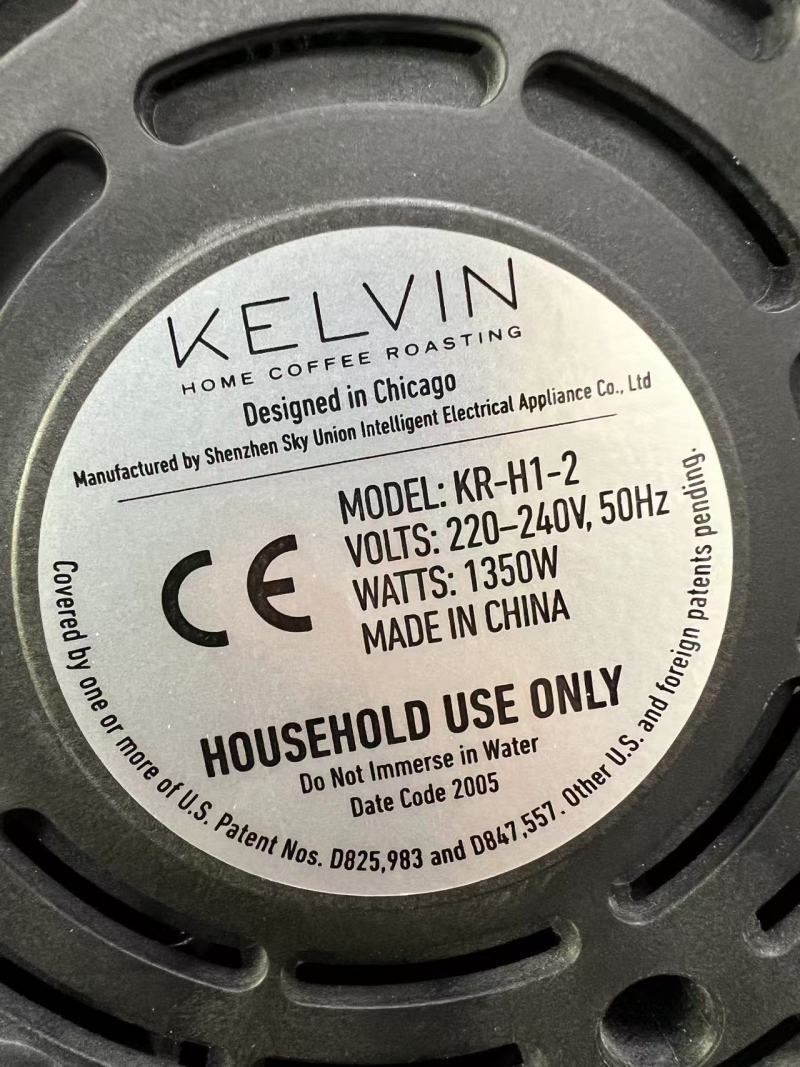 KELVIN
HOME COFFEE ROASTING
Designed in Chicago
Manufactured by Shenzhen Sky Union Intelligent Electrical Appliance Co., Ltd
CE
MODEL: KR-H1-2
VOLTS: 220–240V, 50Hz
WATTS: 1350W
MADE IN CHINA
HOUSEHOLD USE ONLY
Do Not Immerse in Water
Date Code 2005
Covered by one or more of U.S. Patent Nos. D825,983 and D847,557. Other U.S. and foreign patents pending.